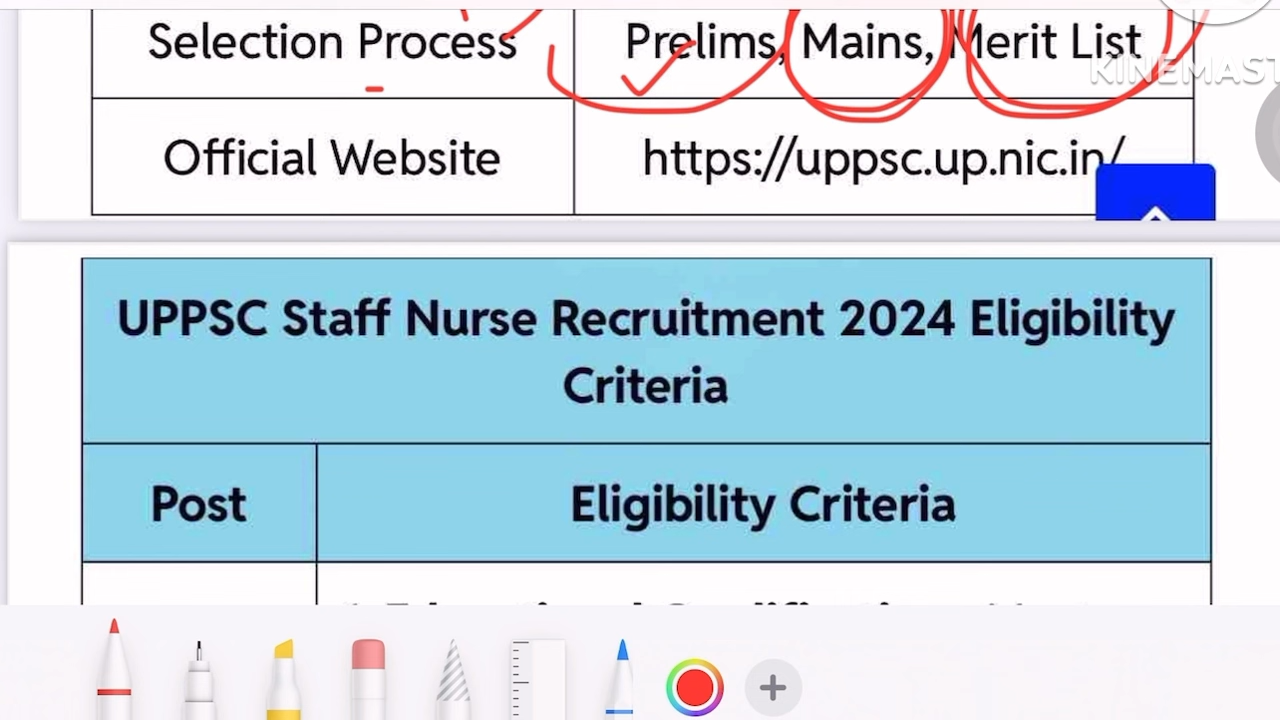 Selection Process
Prelims, Mains, Merit List
KINEMAST
Official Website
https://uppsc.up.nic.in/
UPPSC Staff Nurse Recruitment 2024 Eligibility
Criteria
Post
Eligibility Criteria